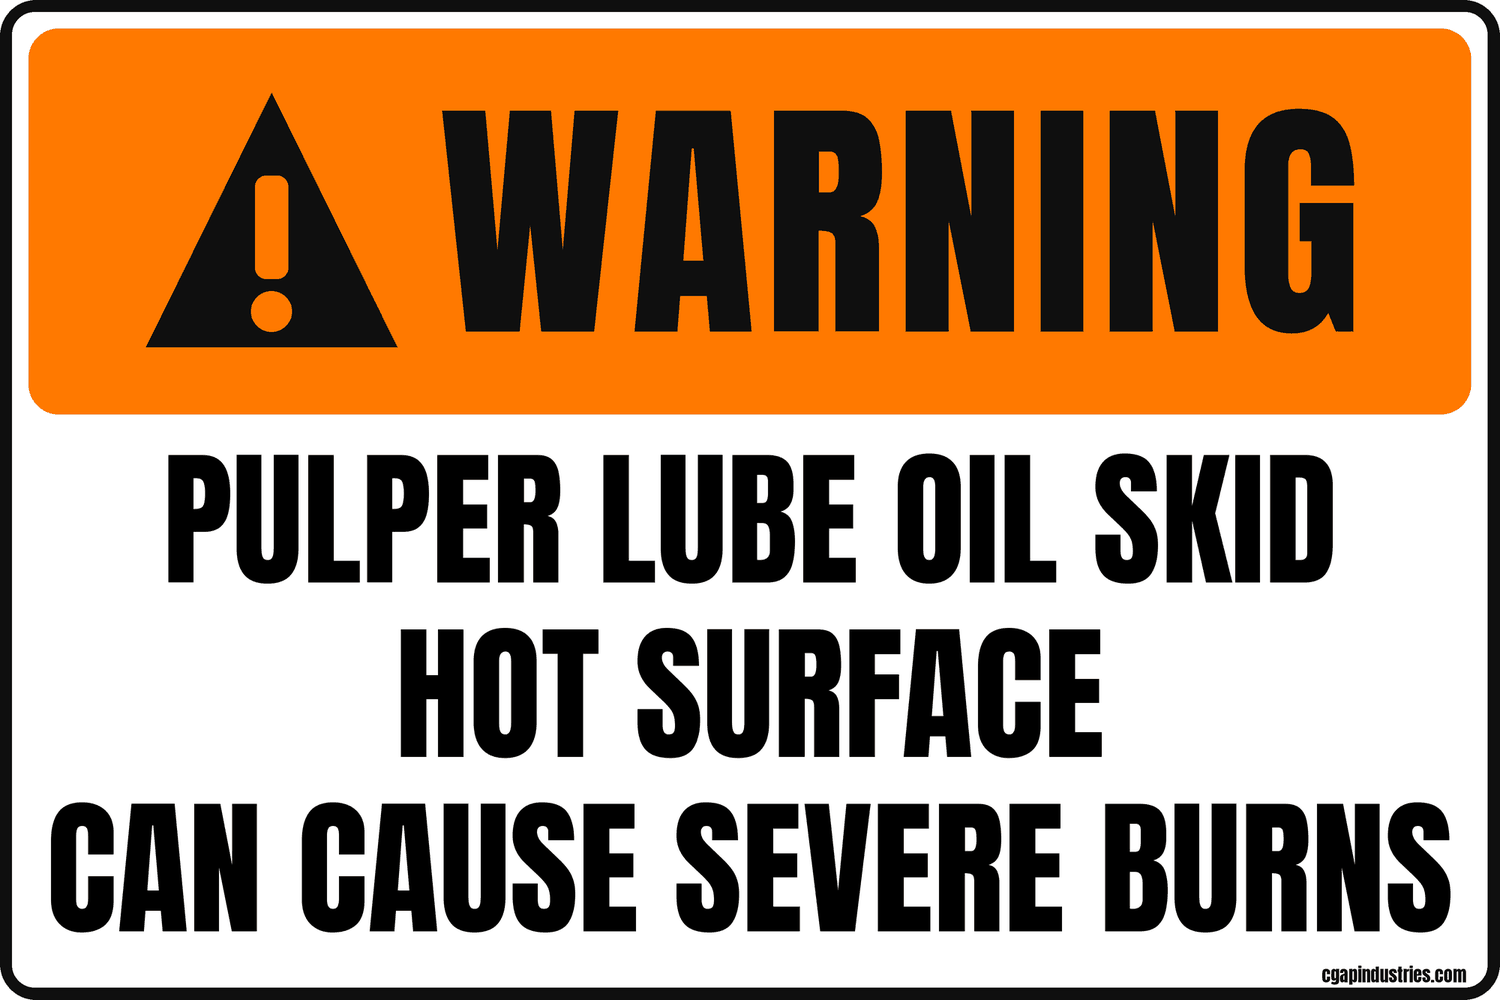 WARNING
PULPER LUBE OIL SKID
HOT SURFACE
CAN CAUSE SEVERE BURNS
cgapindustries.com